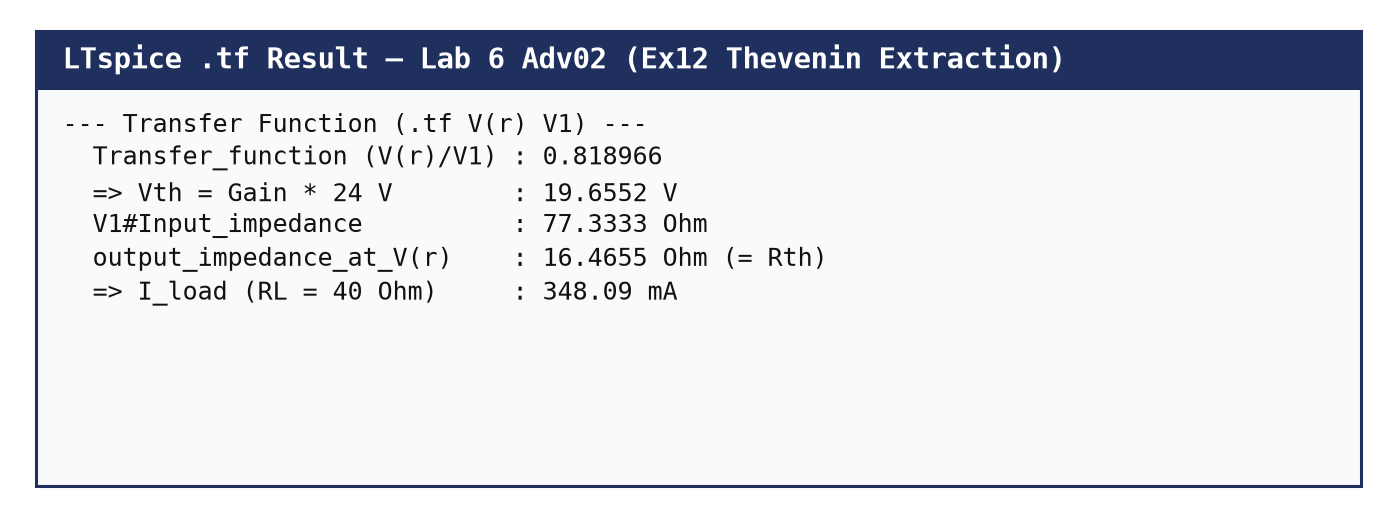 LTspice .tf Result — Lab 6 Adv02 (Ex12 Thevenin Extraction)
--- Transfer Function (.tf V(r) V1) ---
Transfer_function (V(r)/V1) : 0.818966
=> Vth = Gain * 24 V : 19.6552 V
V1#Input_impedance : 77.3333 Ohm
output_impedance_at_V(r) : 16.4655 Ohm (= Rth)
=> I_load (RL = 40 Ohm) : 348.09 mA